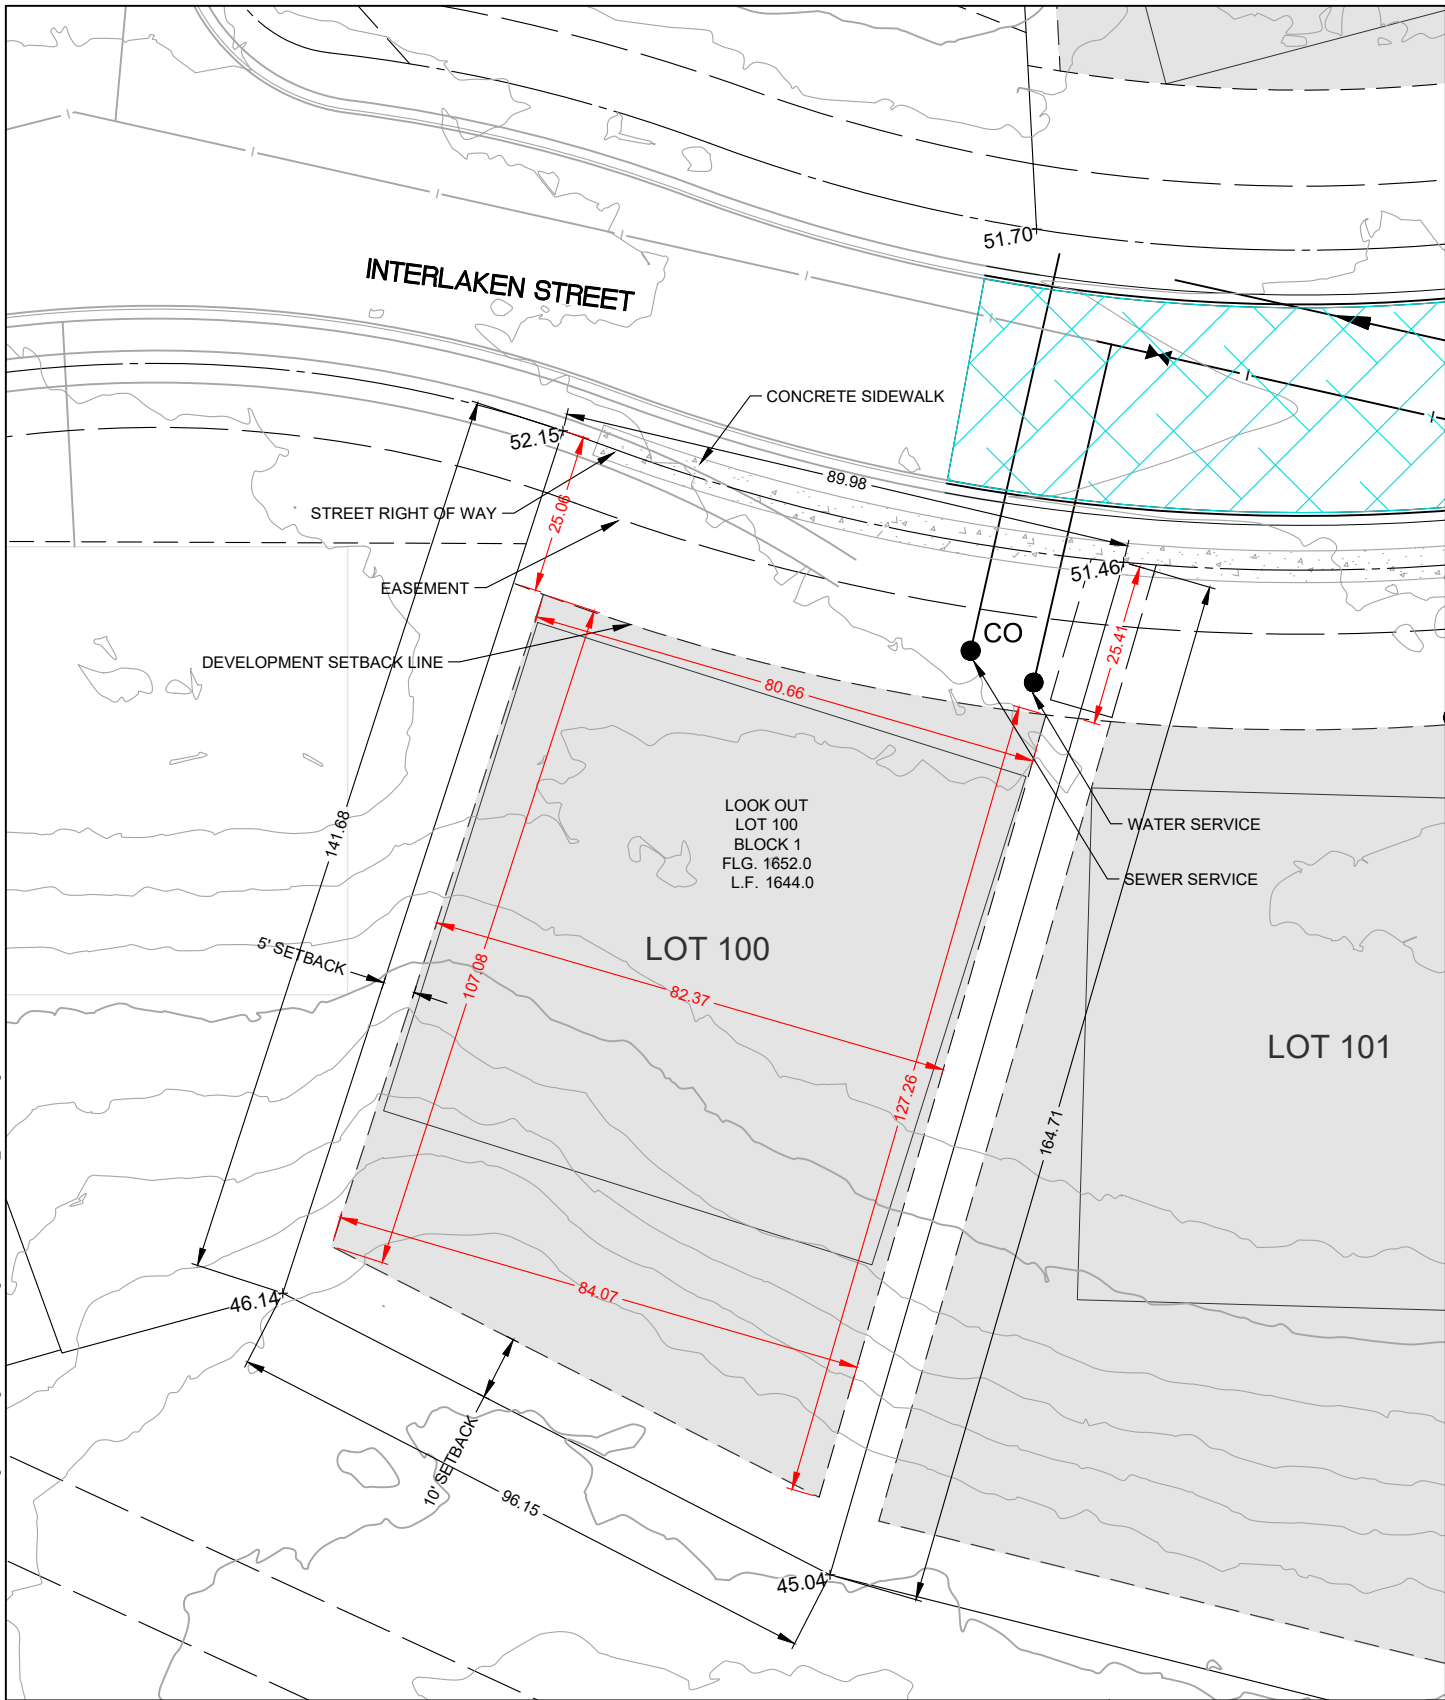 51.70
INTERLAKEN STREET
CONCRETE SIDEWALK
52.15
89.98
STREET RIGHT OF WAY
25.06
51.46
EASEMENT
CO
25.41
DEVELOPMENT SETBACK LINE
80.66
LOOK OUT
LOT 100
BLOCK 1
FLG. 1652.0
L.F. 1644.0
WATER SERVICE
SEWER SERVICE
141.68
5' SETBACK
LOT 100
107.08
82.37
LOT 101
127.26
164.71
46.14
84.07
10' SETBACK
96.15
45.04